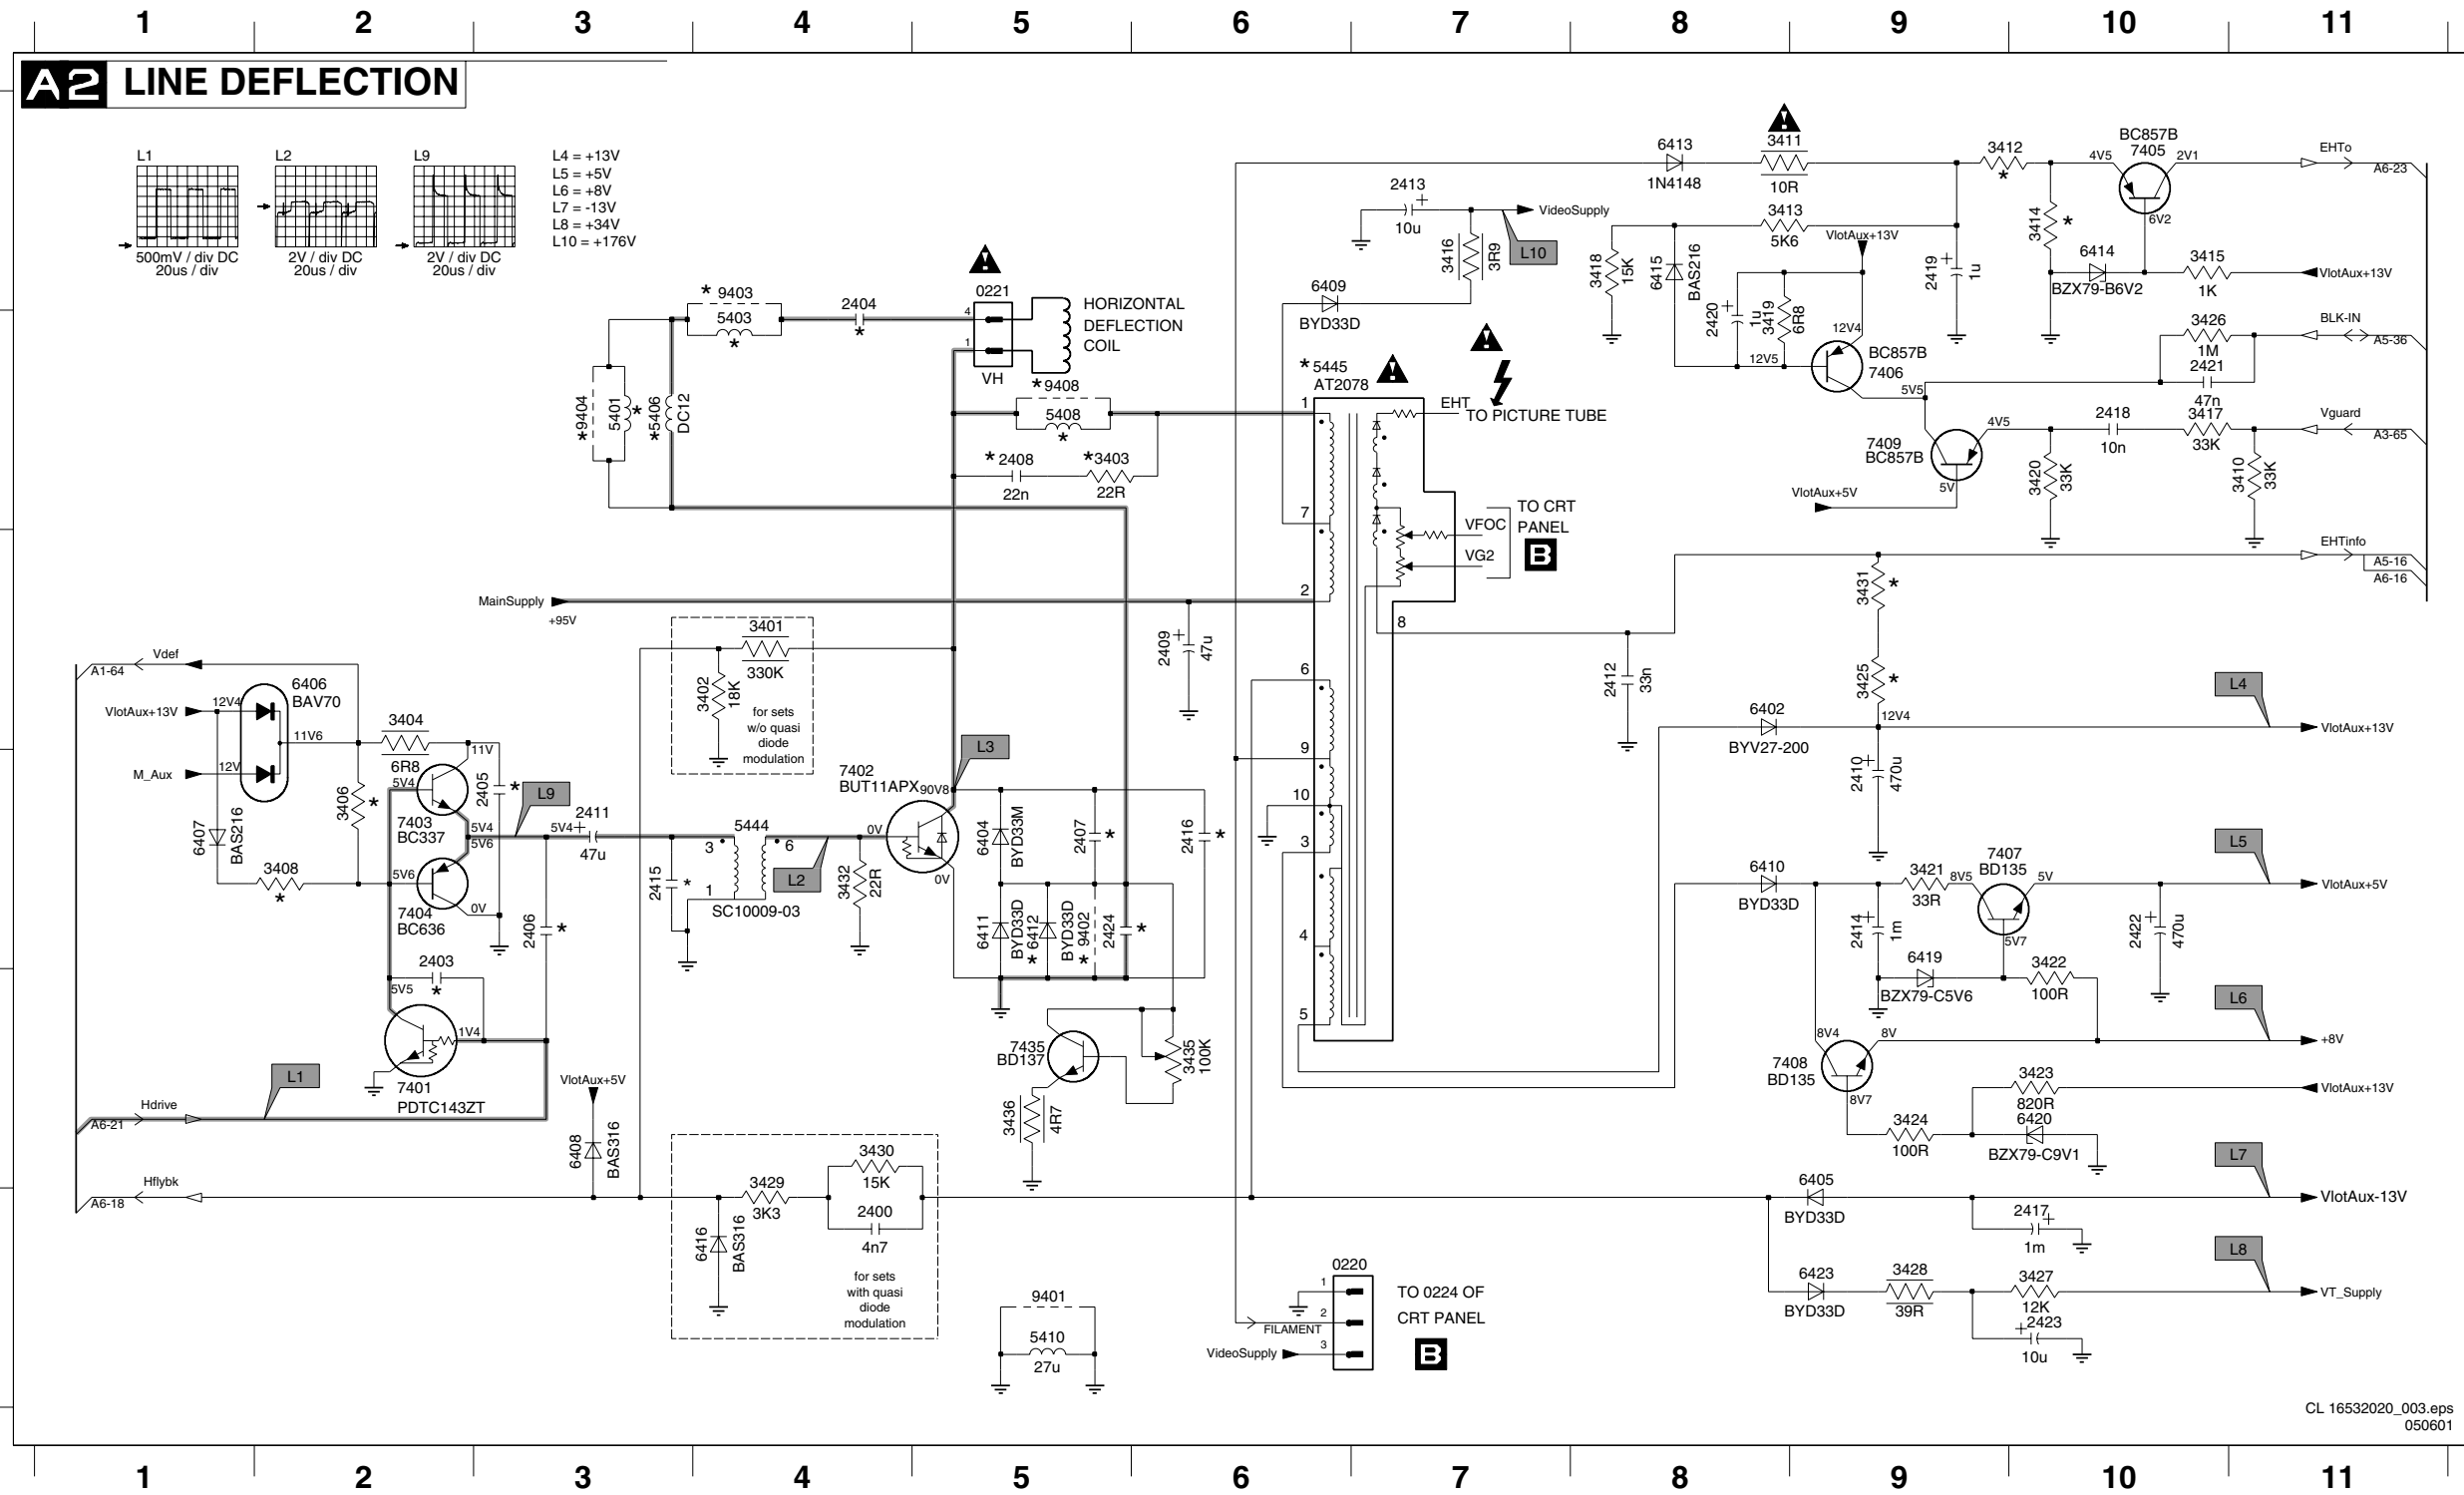 1 2 3 4 5 6 7 8 9 10 11
A2 LINE DEFLECTION
L1
500mV / div DC
20us / div
L2
2V / div DC
20us / div
L9
2V / div DC
20us / div
L4 = +13V
L5 = +5V
L6 = +8V
L7 = -13V
L8 = +34V
L10 = +176V
* 9403
5403
*
2404
*
0221
4
1
VH
HORIZONTAL
DEFLECTION
COIL
*9404
5401
*
*5406
DC12
*9408
5408
*
*2408
22n
*3403
22R
2413
+
10u
VideoSupply
3416
3R9
L10
6409
BYD33D
6413
1N4148
3411
10R
3412
*
BC857B
7405
4V5
2V1
6V2
EHTo
A6-23
3413
5K6
3418
15K
6415
BAS216
VlotAux+13V
2420
+
1u
3419
6R8
2419
+
1u
3414
*
6414
BZX79-B6V2
3415
1K
VlotAux+13V
12V4
12V5
BC857B
7406
5V5
3426
1M
2421
47n
BLK-IN
A5-36
7409
BC857B
4V5
5V
VlotAux+5V
2418
10n
3417
33K
Vguard
A3-65
3420
33K
3410
33K
*5445
AT2078
1
7
2
6
9
10
3
4
5
8
EHT
TO PICTURE TUBE
VFOC
VG2
TO CRT
PANEL
B
EHTinfo
A5-16
A6-16
3431
*
3425
*
MainSupply
+95V
2409
+
47u
2412
33n
3401
330K
3402
18K
for sets
w/o quasi
diode
modulation
Vdef
A1-64
6406
BAV70
VlotAux+13V
12V4
11V6
M_Aux
12V
6407
BAS216
3404
6R8
3406
*
3408
*
11V
5V4
7403
BC337
5V4
5V6
5V6
7404
BC636
0V
2405
*
L9
2411
5V4
+
47u
2406
*
2403
*
5V5
1V4
7401
PDTC143ZT
2415
*
5444
3
1
6
SC10009-03
L2
3432
22R
0V
7402
BUT11APX
90V8
0V
L3
6404
BYD33M
2407
*
2416
*
6411
BYD33D
6412
*
BYD33D
9402
*
2424
*
7435
BD137
3435
100K
3436
4R7
6402
BYV27-200
12V4
2410
+
470u
L4
VlotAux+13V
6410
BYD33D
3421
33R
8V5
7407
BD135
5V
5V7
L5
VlotAux+5V
2414
+
1m
6419
BZX79-C5V6
3422
100R
2422
+
470u
L6
+8V
8V4
8V
7408
BD135
8V7
3423
820R
VlotAux+13V
3424
100R
6420
BZX79-C9V1
L1
Hdrive
A6-21
VlotAux+5V
6408
BAS316
Hflybk
A6-18
3429
3K3
3430
15K
2400
4n7
6416
BAS316
for sets
with quasi
diode
modulation
9401
5410
27u
0220
1
2
3
FILAMENT
VideoSupply
TO 0224 OF
CRT PANEL
B
6405
BYD33D
L7
VlotAux-13V
2417
+
1m
6423
BYD33D
3428
39R
3427
12K
L8
VT_Supply
2423
+
10u
CL 16532020_003.eps
050601
1 2 3 4 5 6 7 8 9 10 11